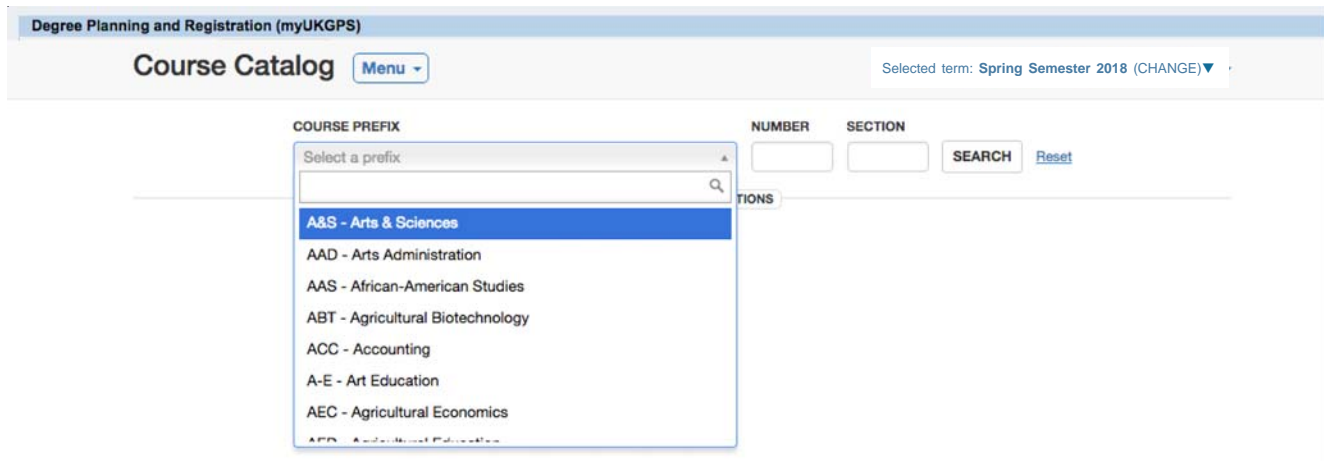 Degree Planning and Registration (myUKGPS)
Course Catalog Menu
Selected term: Spring Semester 2018 (CHANGE)▼
COURSE PREFIX NUMBER SECTION
Select a prefix SEARCH Reset
TIONS
A&S - Arts & Sciences
AAD - Arts Administration
AAS - African-American Studies
ABT - Agricultural Biotechnology
ACC - Accounting
A-E - Art Education
AEC - Agricultural Economics